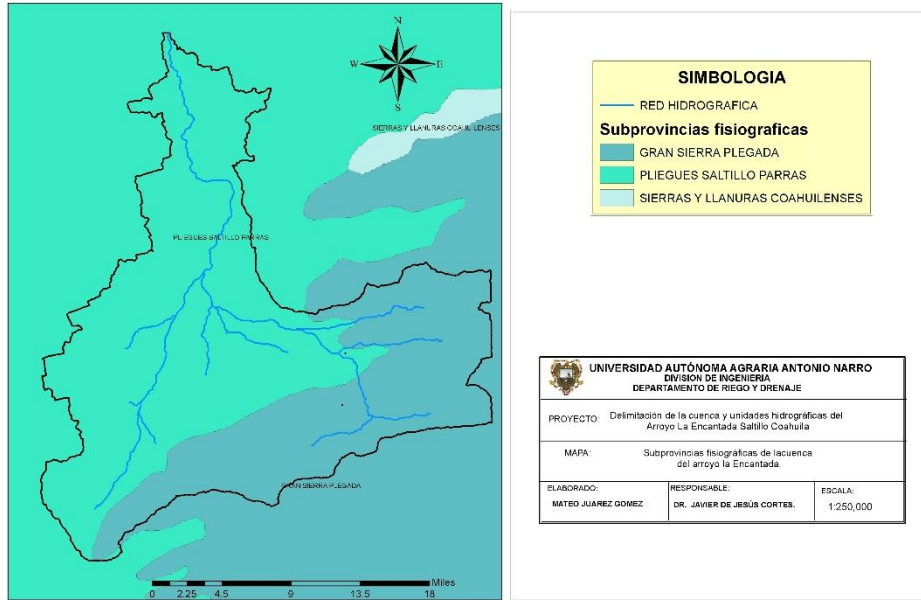 N
W E
S
SIERRAS Y LLANURAS COAHUILENSES
PLIEGUES SALTILLO PARRAS
GRAN SIERRA PLEGADA
Miles
0 2.25 4.5 9 13.5 18
SIMBOLOGIA
RED HIDROGRAFICA
Subprovincias fisiograficas
GRAN SIERRA PLEGADA
PLIEGUES SALTILLO PARRAS
SIERRAS Y LLANURAS COAHUILENSES
UNIVERSIDAD AUTÓNOMA AGRARIA ANTONIO NARRO
DIVISION DE INGENIERIA
DEPARTAMENTO DE RIEGO Y DRENAJE
PROYECTO: Delimitación de la cuenca y unidades hidrográficas del
Arroyo La Encantada Saltillo Coahuila
MAPA: Subprovincias fisiográficas de lacuenca
del arroyo la Encantada.
ELABORADO: RESPONSABLE: ESCALA:
MATEO JUAREZ GOMEZ DR. JAVIER DE JESÚS CORTES. 1:250,000